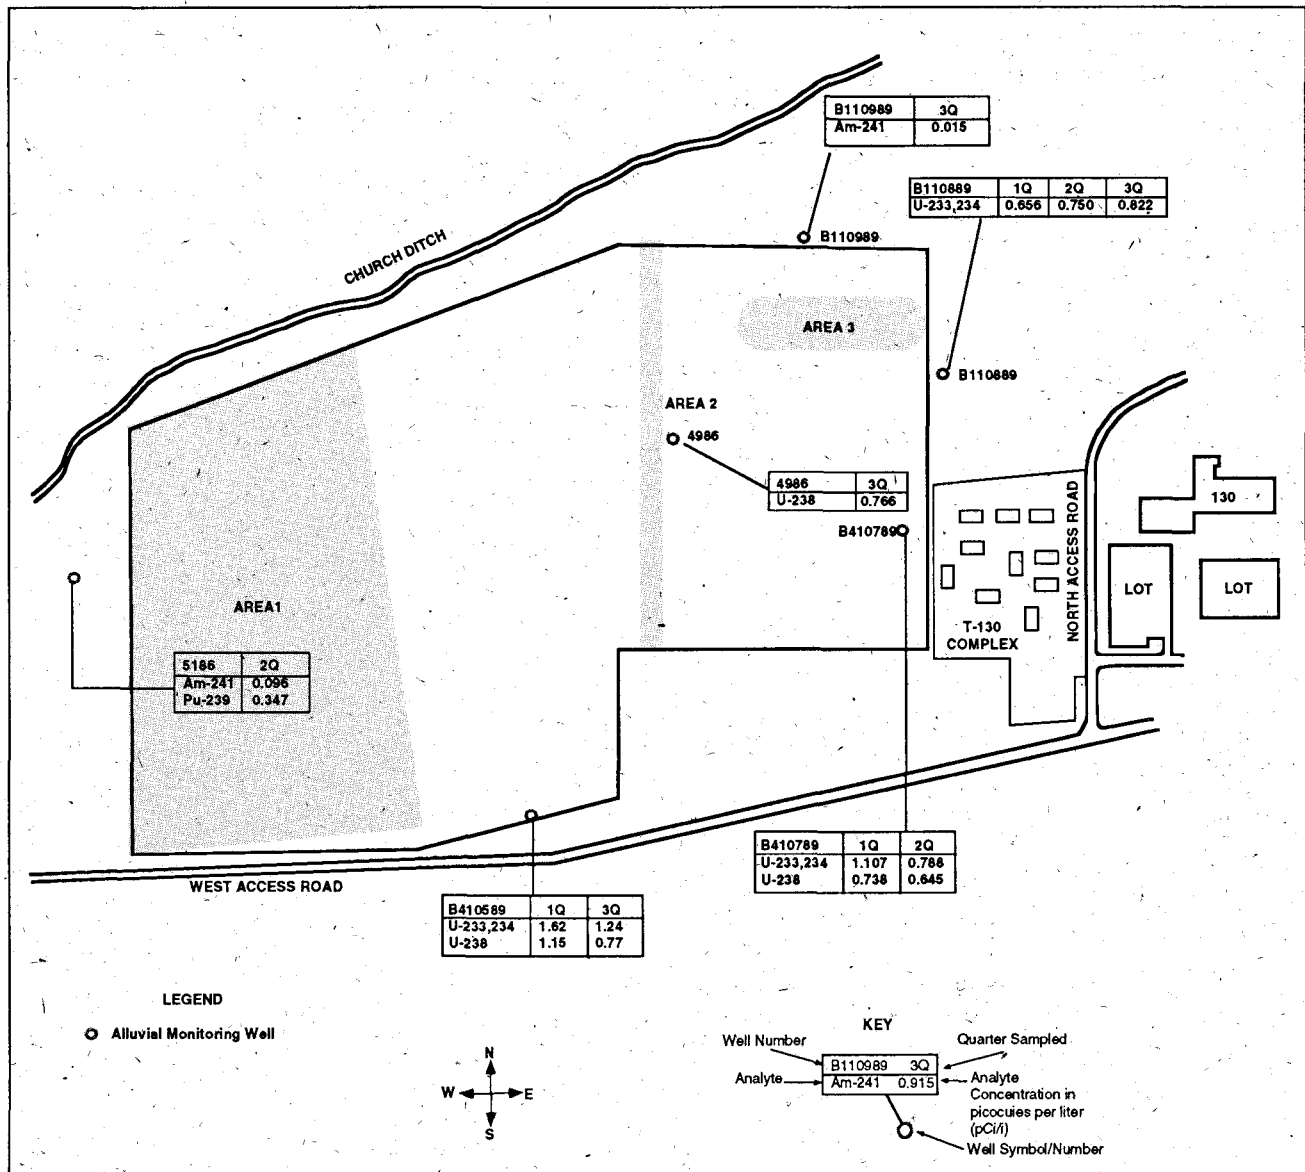 B110989 3Q
Am-241 0.015
B110889 1Q 2Q 3Q
U-233,234 0.656 0.750 0.822
CHURCH DITCH
B110989
AREA 3
B110889
AREA 2
4986
4986 3Q
U-238 0.766
B410789
NORTH ACCESS ROAD
130
LOT
LOT
AREA1
T-130
COMPLEX
5186 2Q
Am-241 0.096
Pu-239 0.347
B410789 1Q 2Q
U-233,234 1.107 0.788
U-238 0.738 0.645
WEST ACCESS ROAD
B410589 1Q 3Q
U-233,234 1.62 1.24
U-238 1.15 0.77
LEGEND
Alluvial Monitoring Well
N
W E
S
KEY
Well Number
Quarter Sampled
B110989 3Q
Analyte
Am-241 0.915
Analyte
Concentration in
picocuies per liter
(pCi/i)
Well Symbol/Number